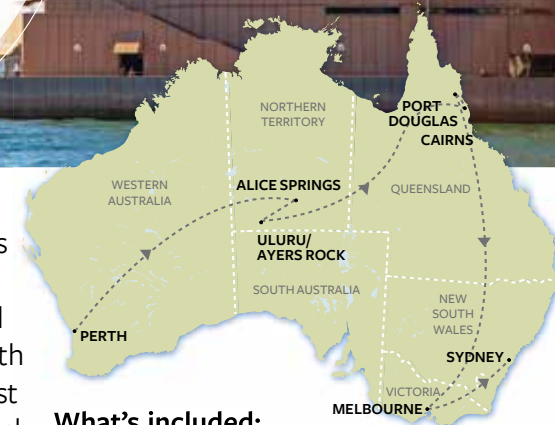 NORTHERN
TERRITORY
PORT
DOUGLAS
CAIRNS
WESTERN
AUSTRALIA
ALICE SPRINGS
QUEENSLAND
ULURU/
AYERS ROCK
SOUTH AUSTRALIA
NEW
SOUTH
WALES
PERTH
SYDNEY
VICTORIA
MELBOURNE
What's included: